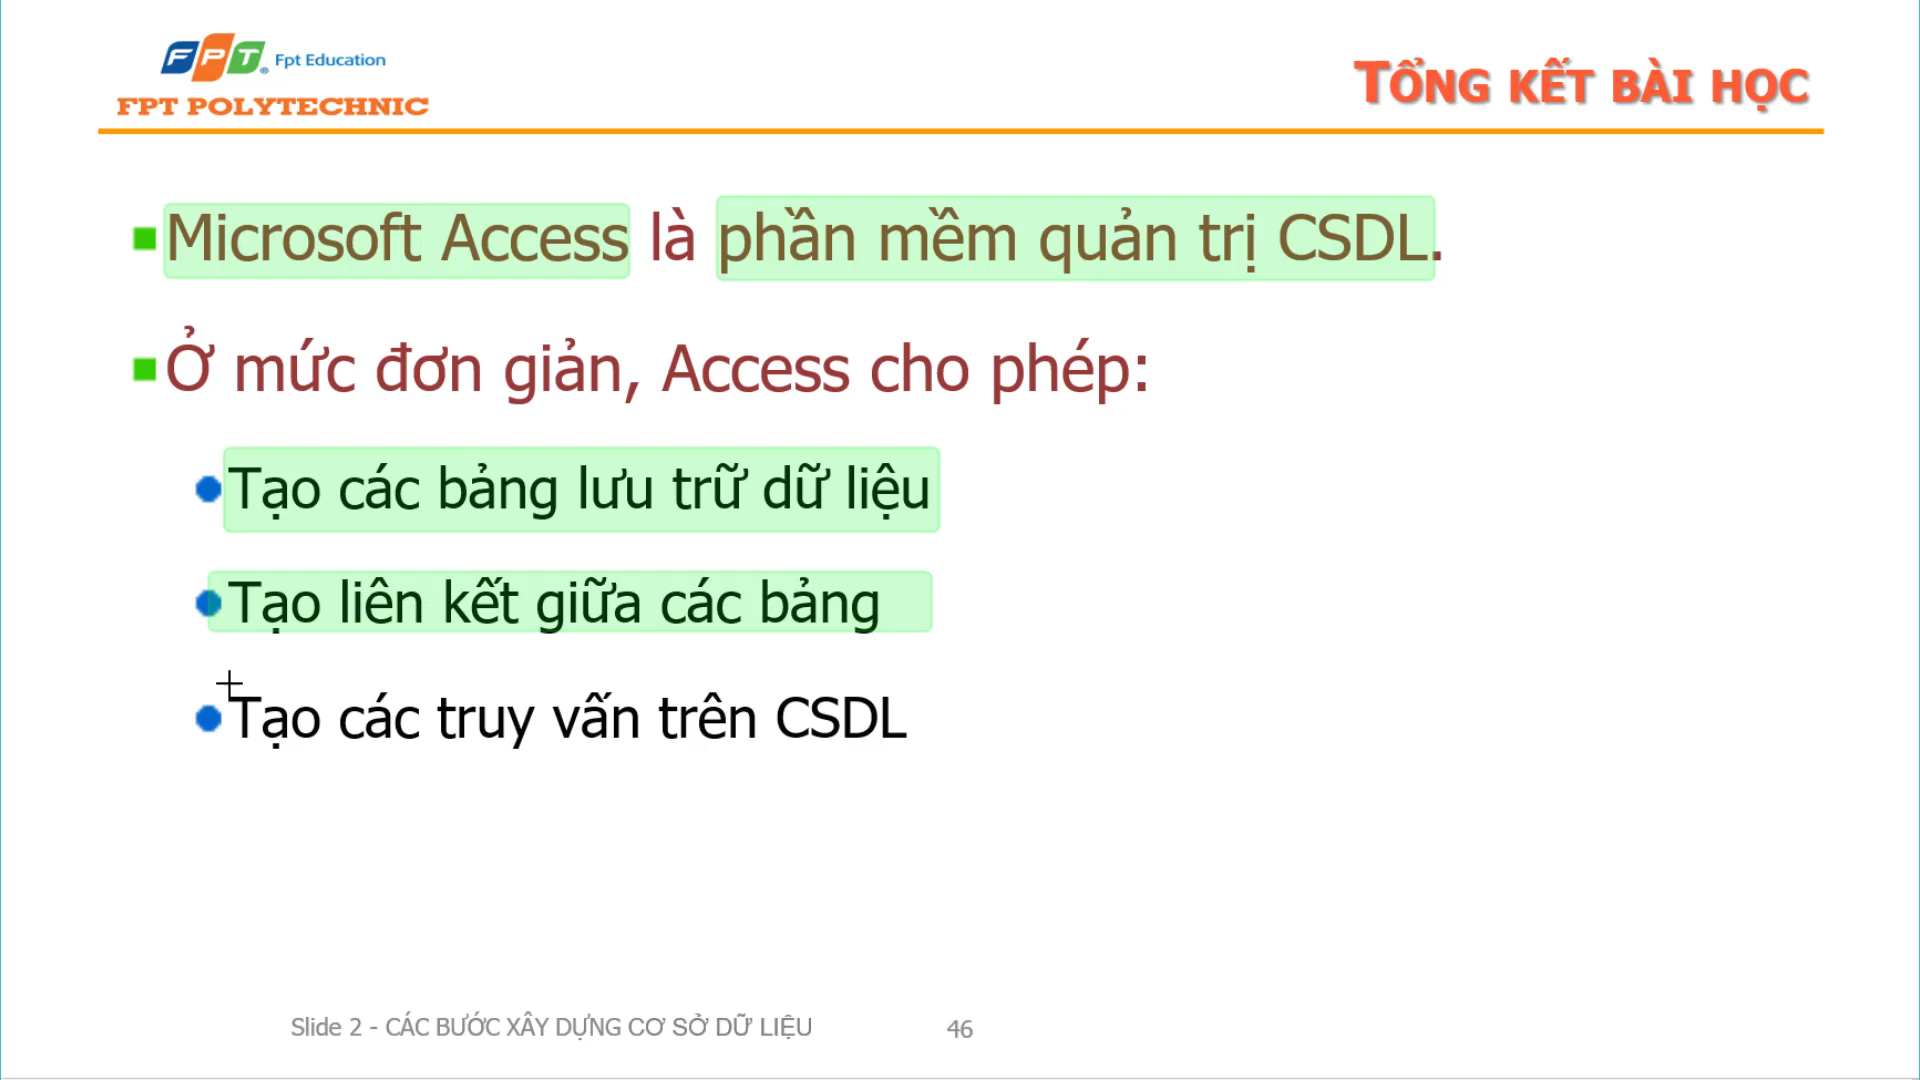 FPT Fpt Education
FPT POLYTECHNIC
TỔNG KẾT BÀI HỌC
Microsoft Access là phần mềm quản trị CSDL.
Ở mức đơn giản, Access cho phép:
Tạo các bảng lưu trữ dữ liệu
Tạo liên kết giữa các bảng
Tạo các truy vấn trên CSDL
Slide 2 - CÁC BƯỚC XÂY DỰNG CƠ SỞ DỮ LIỆU 46